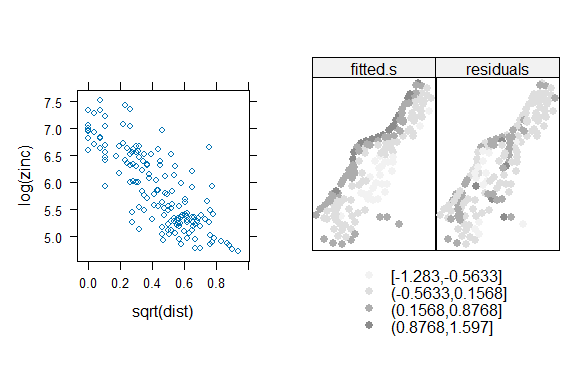 log(zinc)
7.5
7.0
6.5
6.0
5.5
5.0
0.0 0.2 0.4 0.6 0.8
sqrt(dist)
fitted.s residuals
[-1.283,-0.5633]
(-0.5633,0.1568]
(0.1568,0.8768]
(0.8768,1.597]